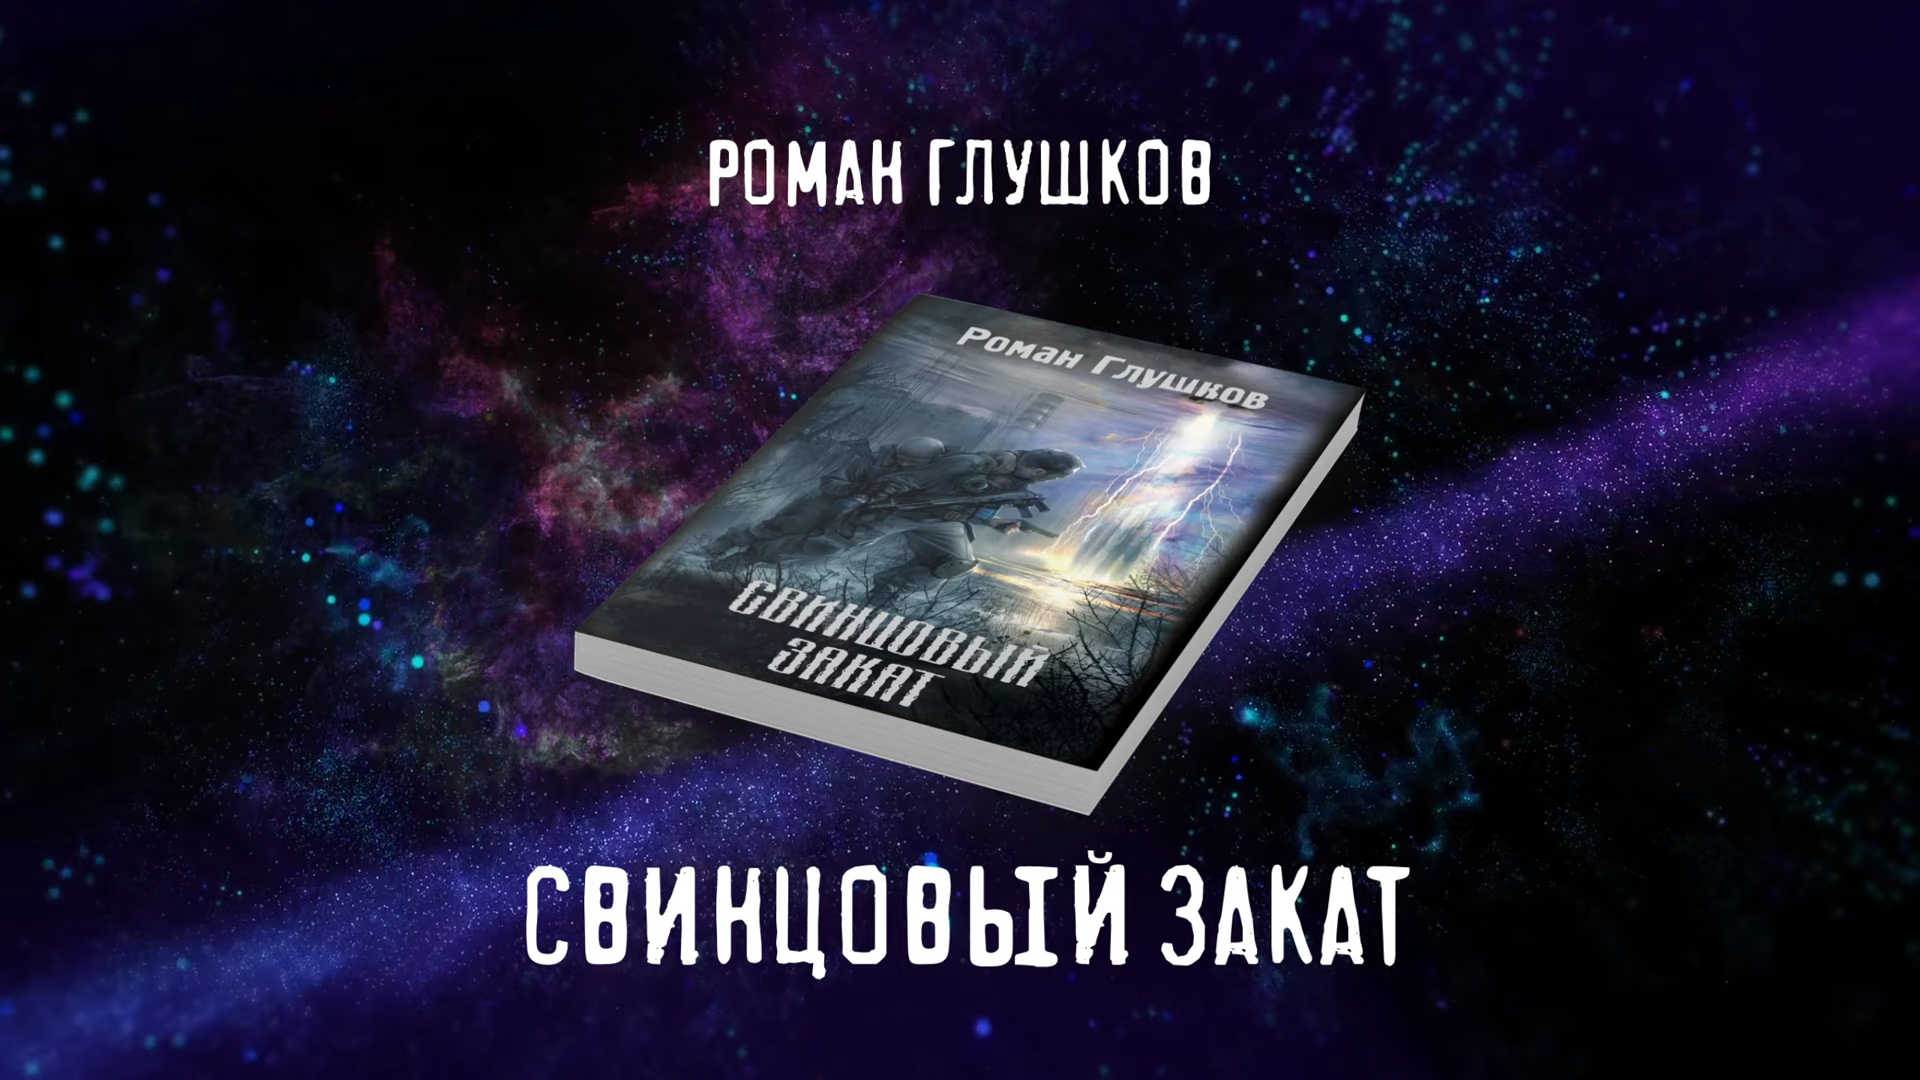 РОМАН ГЛУШКОВ
Роман Глушков
СВИНЦОВЫЙ
ЗАКАТ
СВИНЦОВЫЙ ЗАКАТ